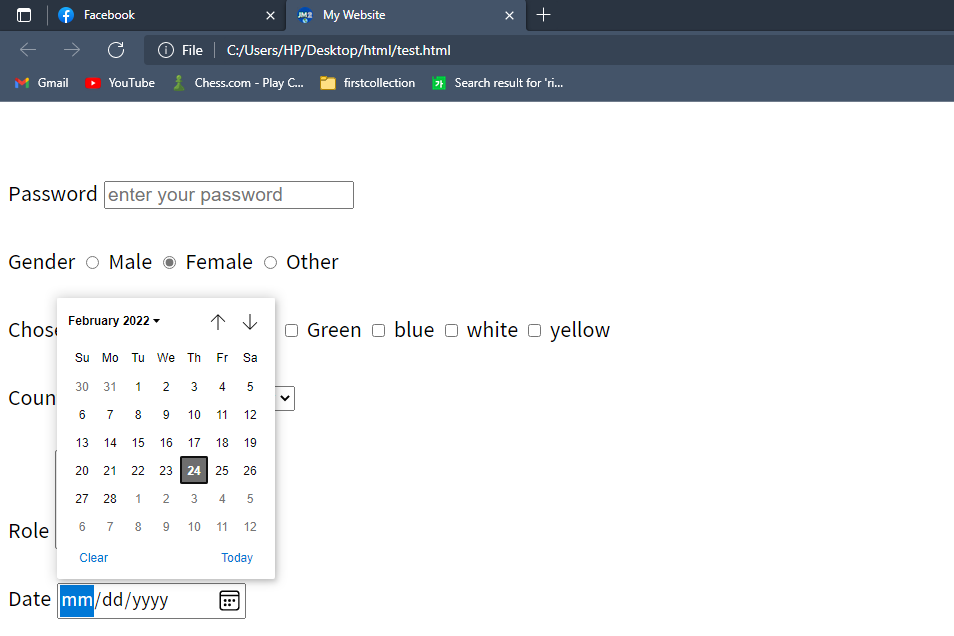 Facebook
My Website
File
C:/Users/HP/Desktop/html/test.html
Gmail
YouTube
Chess.com - Play C...
firstcollection
Search result for 'ri...
Password enter your password
Gender Male Female Other
Chose Green blue white yellow
February 2022
Su Mo Tu We Th Fr Sa
30 31 1 2 3 4 5
6 7 8 9 10 11 12
13 14 15 16 17 18 19
20 21 22 23 24 25 26
27 28 1 2 3 4 5
6 7 8 9 10 11 12
Clear Today
Coun
Role
Date mm/dd/yyyy